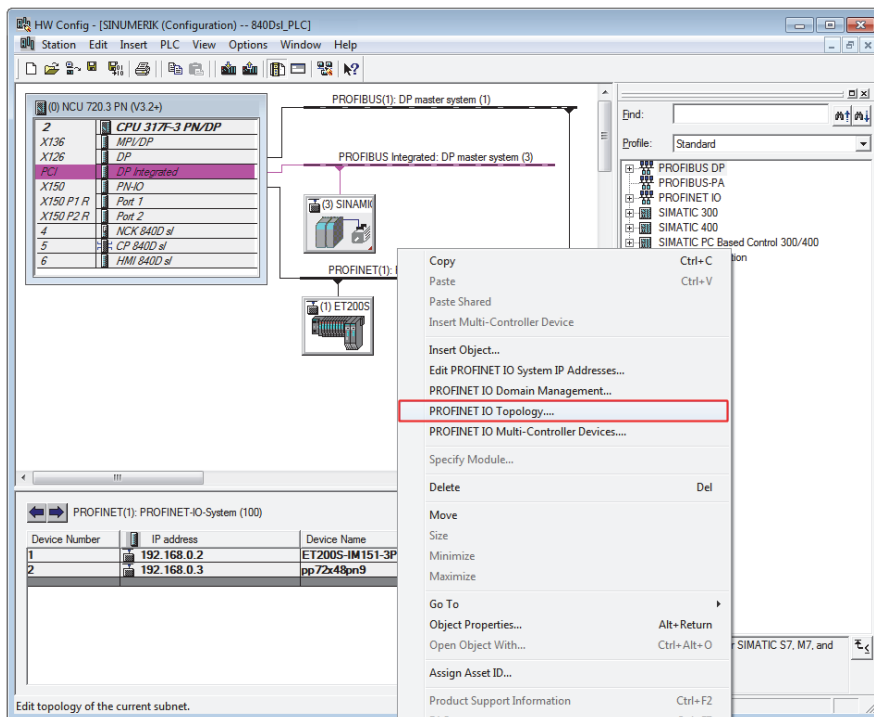 HW Config - [SINUMERIK (Configuration) -- 840Dsl_PLC]
Station Edit Insert PLC View Options Window Help
(0) NCU 720.3 PN (V3.2+)
2 CPU 317F-3 PN/DP
X136 MPI/DP
X126 DP
PCI DP Integrated
X150 PN-IO
X150 P1 R Port 1
X150 P2 R Port 2
4 NCK 840D sl
5 CP 840D sl
6 HMI 840D sl
PROFIBUS(1): DP master system (1)
PROFIBUS Integrated: DP master system (3)
(3) SINAMI
PROFINET(1):
(1) ET200S
Find:
Profile: Standard
PROFIBUS DP
PROFIBUS-PA
PROFINET IO
SIMATIC 300
SIMATIC 400
SIMATIC PC Based Control 300/400
Copy Ctrl+C
Paste Ctrl+V
Paste Shared
Insert Multi-Controller Device
Insert Object...
Edit PROFINET IO System IP Addresses...
PROFINET IO Domain Management...
PROFINET IO Topology....
PROFINET IO Multi-Controller Devices....
Specify Module...
Delete Del
Move
Size
Minimize
Maximize
Go To
Object Properties... Alt+Return
Open Object With... Ctrl+Alt+O
Assign Asset ID...
Product Support Information Ctrl+F2
PROFINET(1): PROFINET-IO-System (100)
Device Number IP address Device Name
1 192.168.0.2 ET200S-IM151-3P
2 192.168.0.3 pp72x48pn9
SIMATIC S7, M7, and
Edit topology of the current subnet.